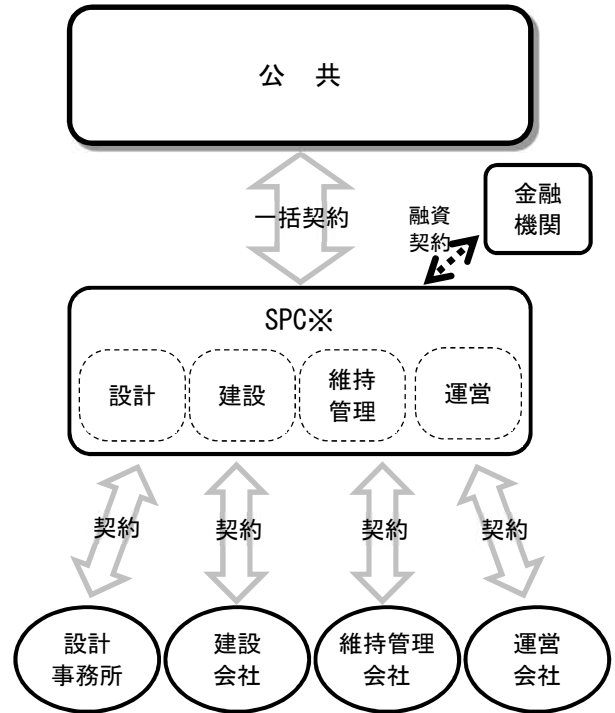 公　共
一括契約
融資
契約
金融
機関
SPC※
設計
建設
維持
管理
運営
契約
契約
契約
契約
設計
事務所
建設
会社
維持管理
会社
運営
会社